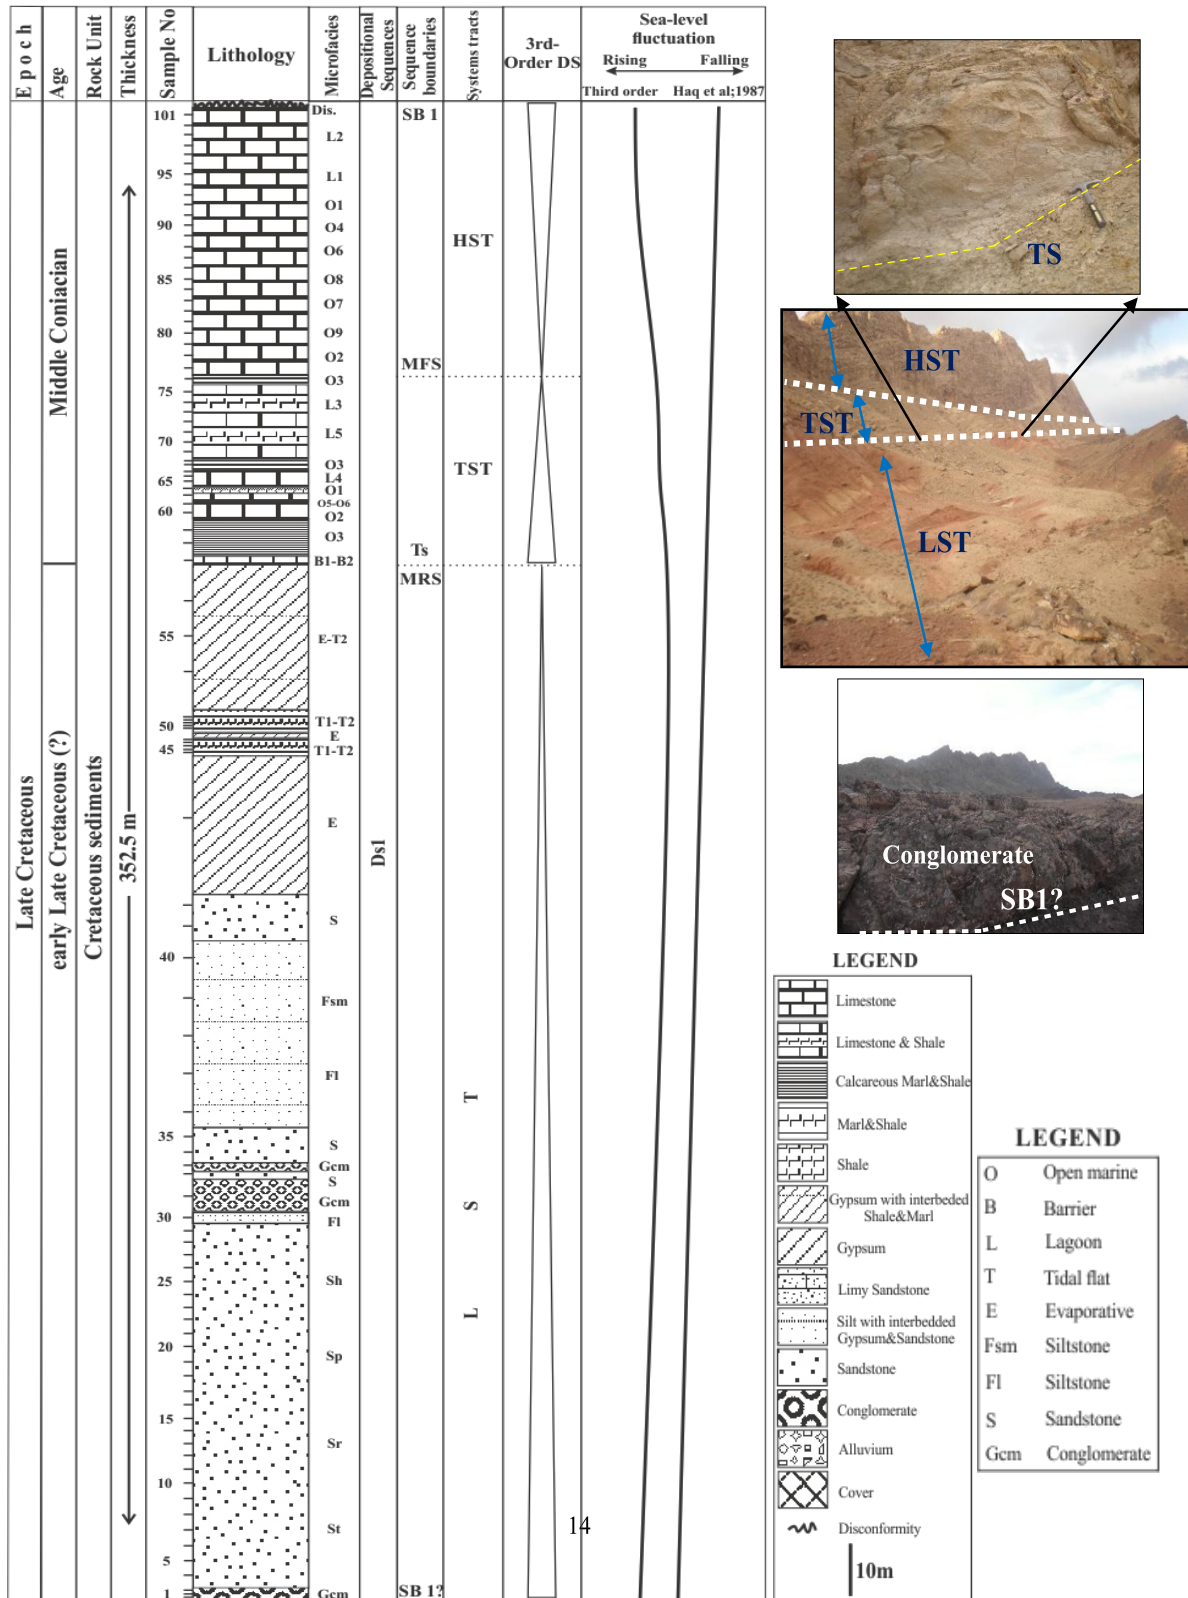 Epoch
Age
Rock Unit
Thickness
Sample No
Lithology
Microfacies
Depositional
Sequences
Sequence
boundaries
Systems tracts
3rd-
Order DS
Sea-level
fluctuation
Rising
Falling
Third order
Haq et al;1987
Late Cretaceous
Middle Coniacian
early Late Cretaceous (?)
Cretaceous sediments
352.5 m
101
95
90
85
80
75
70
65
60
55
50
45
40
35
30
25
20
15
10
5
1
Dis.
L2
L1
O1
O4
O6
O8
O7
O9
O2
O3
L3
L5
O3
L4
O1
O5-O6
O2
O3
B1-B2
E-T2
T1-T2
E
T1-T2
E
S
Fsm
Fl
S
Gcm
S
Gcm
Fl
Sh
Sp
Sr
St
Gcm
Ds1
SB 1
MFS
Ts
MRS
SB 1?
HST
TST
L S T
14
TS
HST
TST
LST
Conglomerate
SB1?
LEGEND
Limestone
Limestone & Shale
Calcareous Marl&Shale
Marl&Shale
Shale
Gypsum with interbeded
Shale&Marl
Gypsum
Limy Sandstone
Silt with interbedded
Gypsum&Sandstone
Sandstone
Conglomerate
Alluvium
Cover
Disconformity
10m
LEGEND
O Open marine
B Barrier
L Lagoon
T Tidal flat
E Evaporative
Fsm Siltstone
Fl Siltstone
S Sandstone
Gcm Conglomerate